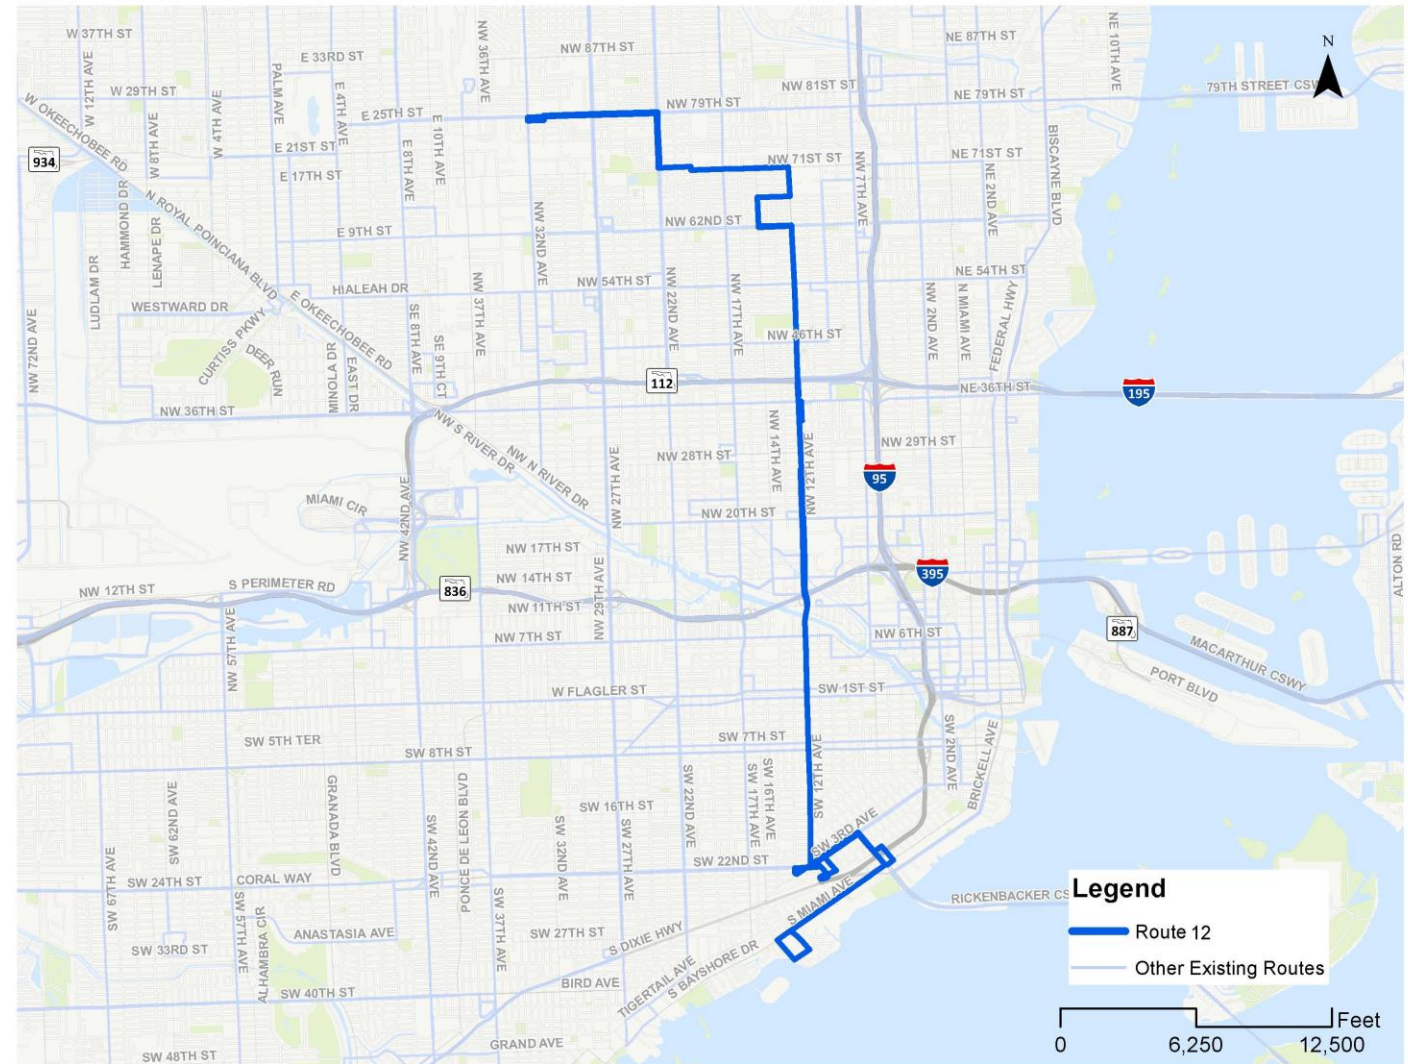 W 37TH ST
W 12TH AVE
PALM AVE
E 33RD ST
E 4TH AVE
NW 36TH AVE
NW 87TH ST
NE 87TH ST
NE 10TH AVE
N
W 29TH ST
W 8TH AVE
W 4TH AVE
E 25TH ST
E 10TH AVE
NW 79TH ST
NW 81ST ST
NE 79TH ST
79TH STREET CSW
W OKEECHOBEE RD
934
E 21ST ST
E 8TH AVE
E 17TH ST
NW 71ST ST
NW 7TH AVE
NE 71ST ST
NE 2ND AVE
BISCAYNE BLVD
HAMMOND DR
LENAPE DR
LUDLAM DR
N ROYAL POINCIANA BLVD
E 9TH ST
NW 32ND AVE
NW 62ND ST
WESTWARD DR
HIALEAH DR
E OKEECHOBEE RD
NW 37TH AVE
NW 54TH ST
NW 22ND AVE
NW 17TH AVE
NE 54TH ST
NW 2ND AVE
N MIAMI AVE
FEDERAL HWY
NW 72ND AVE
CURTISS PKWY
DEER RUN
MINOLA DR
EAST DR
SE 8TH AVE
SE 9TH CT
NW 46TH ST
112
NE 36TH ST
195
NW 36TH ST
NW S RIVER DR
NW N RIVER DR
NW 27TH AVE
NW 28TH ST
NW 14TH AVE
NW 12TH AVE
NW 29TH ST
95
MIAMI CIR
NW 42ND AVE
NW 20TH ST
NW 17TH ST
NW 12TH ST
S PERIMETER RD
836
NW 14TH ST
NW 11TH ST
NW 29TH AVE
395
ALTON RD
NW 57TH AVE
NW 7TH ST
NW 6TH ST
887
MACARTHUR CSWY
PORT BLVD
W FLAGLER ST
SW 1ST ST
SW 5TH TER
SW 8TH ST
SW 7TH ST
SW 12TH AVE
SW 2ND AVE
BRICKELL AVE
SW 62ND AVE
GRANADA BLVD
PONCE DE LEON BLVD
SW 42ND AVE
SW 16TH ST
SW 32ND AVE
SW 27TH AVE
SW 22ND AVE
SW 17TH AVE
SW 16TH AVE
SW 3RD AVE
SW 67TH AVE
SW 24TH ST
CORAL WAY
SW 22ND ST
S MIAMI AVE
RICKENBACKER CS
SW 57TH AVE
ALHAMBRA CIR
SW 33RD ST
ANASTASIA AVE
SW 37TH AVE
SW 27TH ST
S DIXIE HWY
S BAYSHORE DR
TIGERTAIL AVE
BIRD AVE
SW 40TH ST
GRAND AVE
SW 48TH ST
Legend
Route 12
Other Existing Routes
Feet
0 6,250 12,500